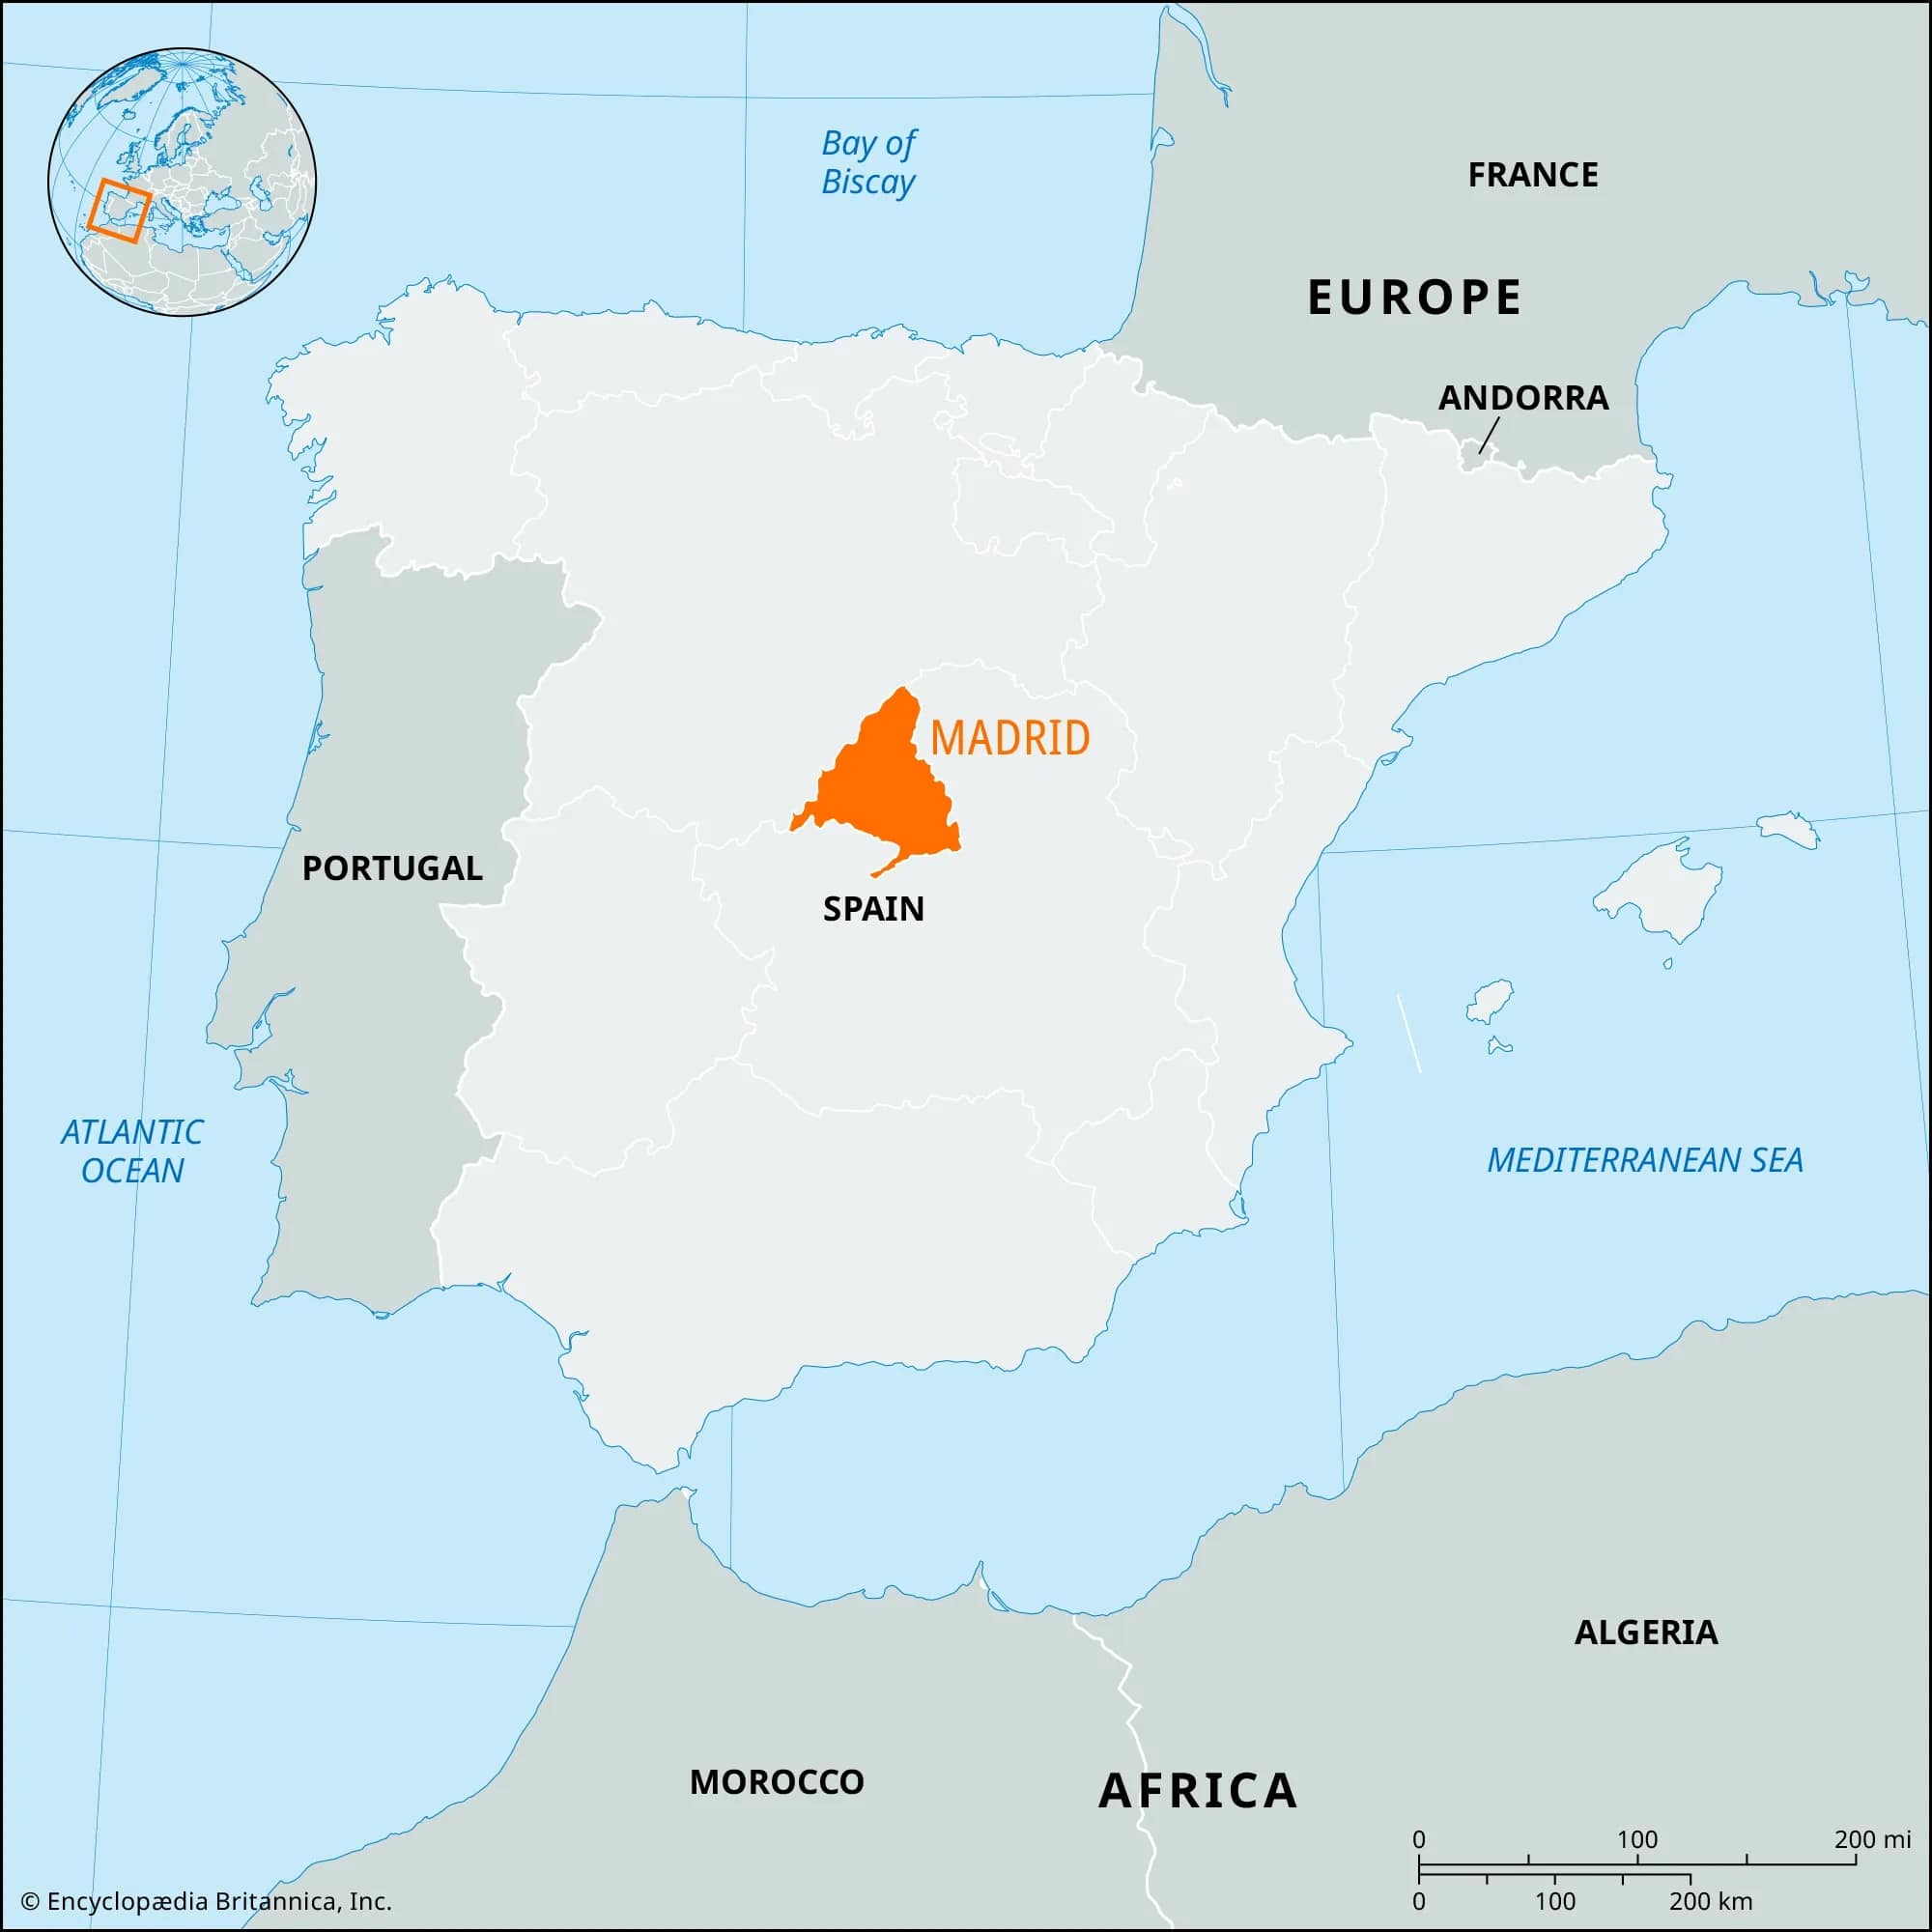 Bay of
Biscay
FRANCE
EUROPE
ANDORRA
MADRID
PORTUGAL
SPAIN
ATLANTIC
OCEAN
MEDITERRANEAN SEA
ALGERIA
MOROCCO
AFRICA
0 100 200 mi
0 100 200 km
© Encyclopædia Britannica, Inc.